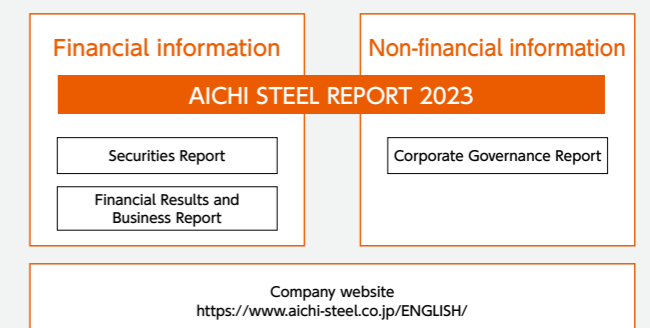 Financial information
Non-financial information
AICHI STEEL REPORT 2023
Securities Report
Corporate Governance Report
Financial Results and
Business Report
Company website
https://www.aichi-steel.co.jp/ENGLISH/